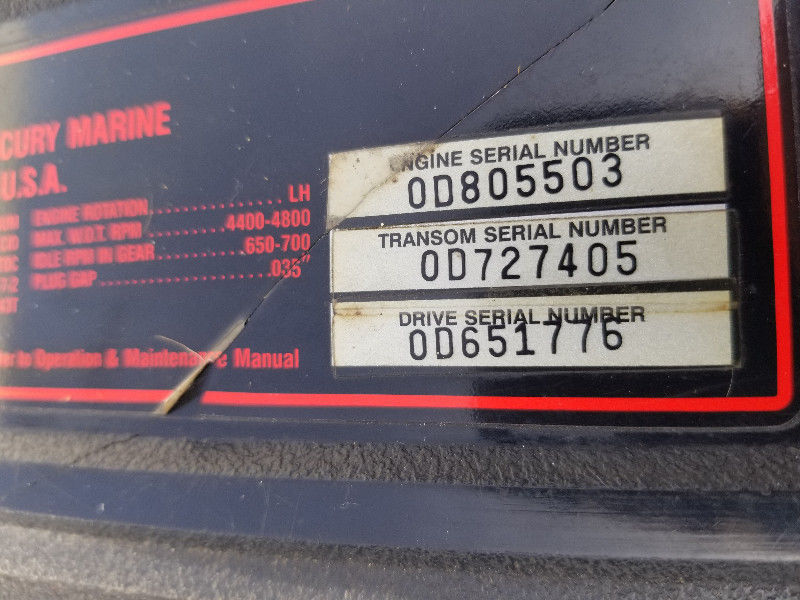 CURY MARINE
U.S.A.
ENGINE ROTATION....................LH
MAX. W.O.T. RPM..........4400-4800
IDLE RPM IN GEAR............650-700
PLUG GAP.........................035"
to Operation & Maintenance Manual
ENGINE SERIAL NUMBER
0D805503
TRANSOM SERIAL NUMBER
0D727405
DRIVE SERIAL NUMBER
0D651776